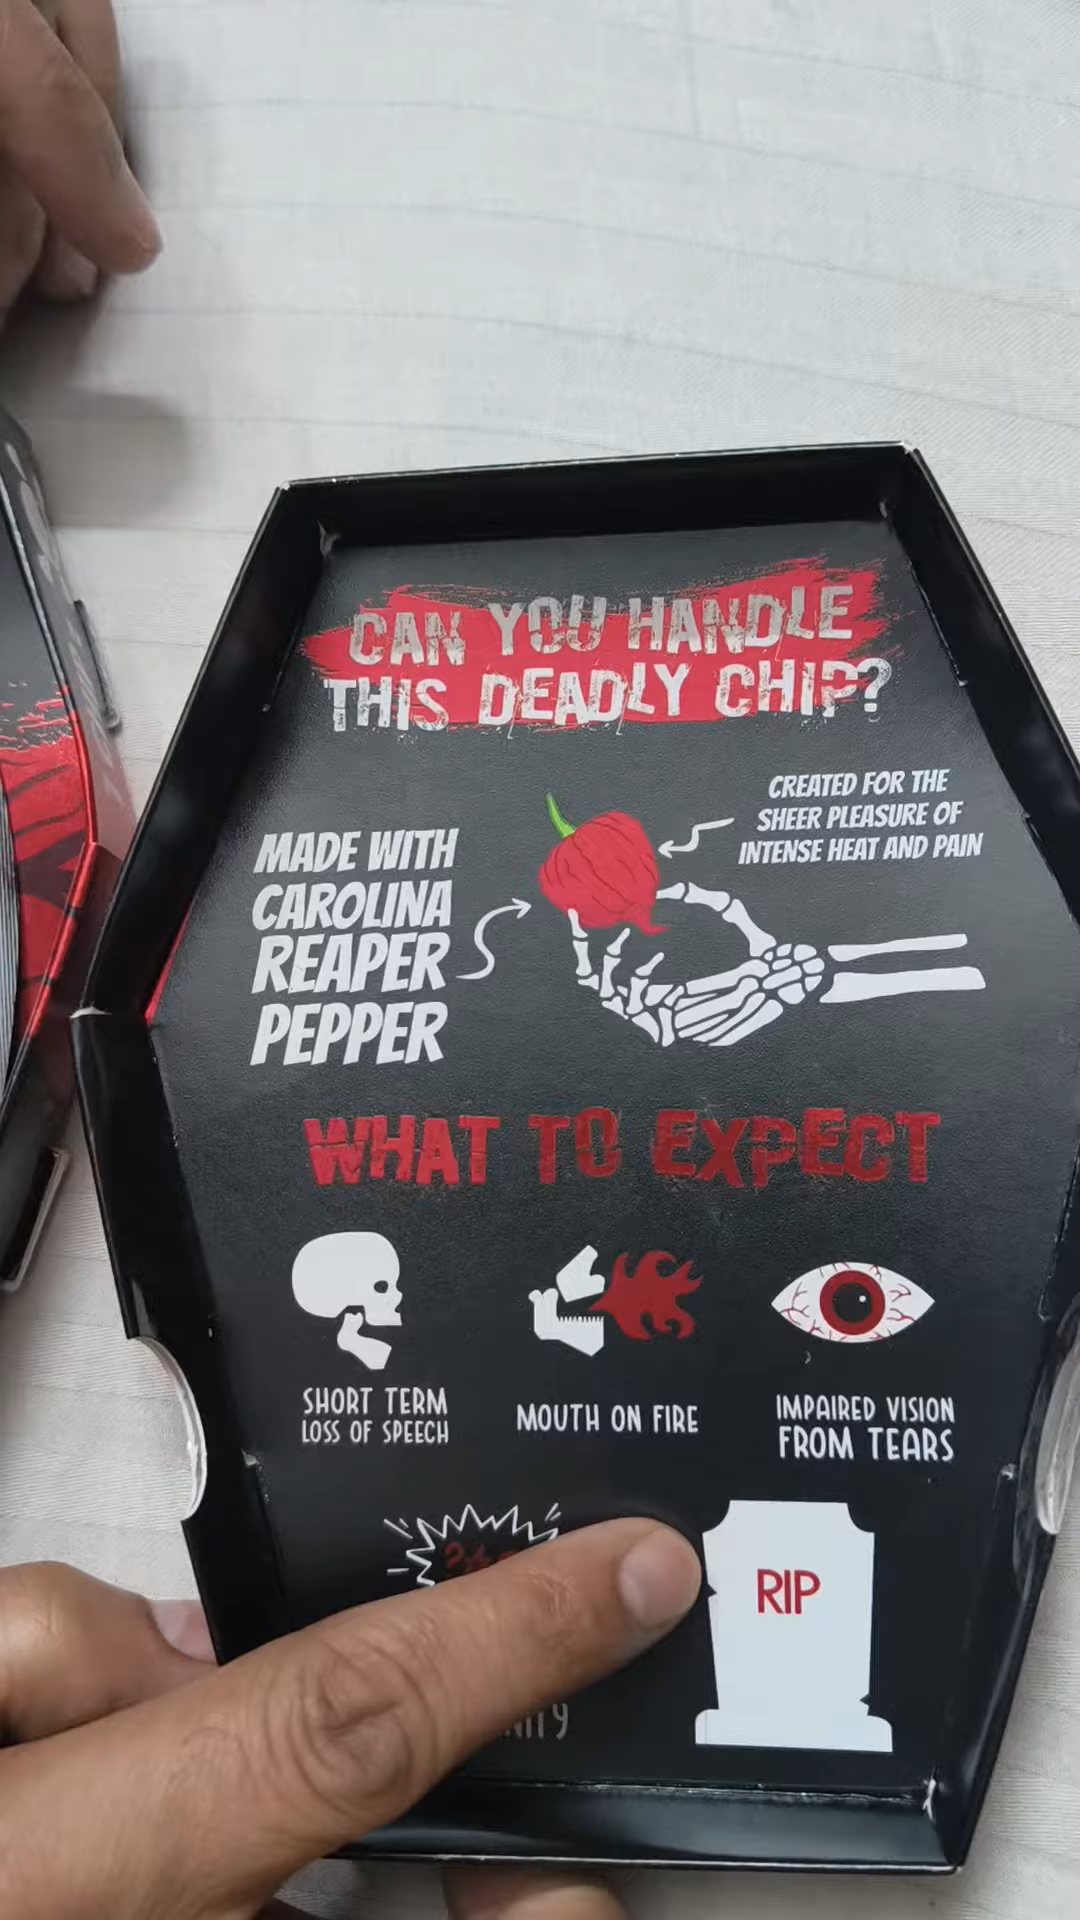 CAN YOU HANDLE
THIS DEADLY CHIP?
CREATED FOR THE
SHEER PLEASURE OF
INTENSE HEAT AND PAIN
MADE WITH
CAROLINA
REAPER
PEPPER
WHAT TO EXPECT
SHORT TERM
LOSS OF SPEECH
MOUTH ON FIRE
IMPAIRED VISION
FROM TEARS
RIP